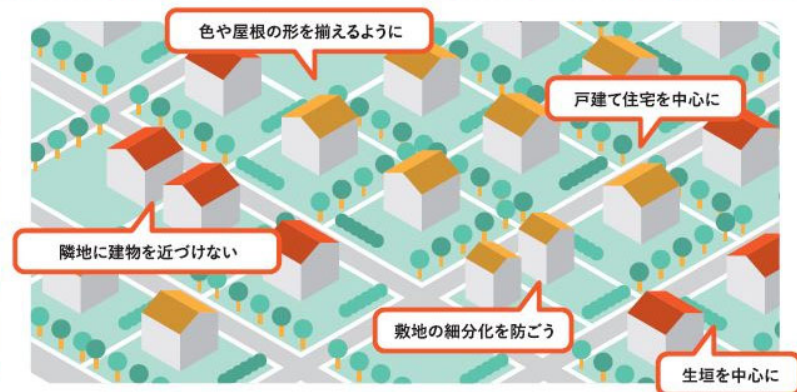 色や屋根の形を揃えるように
戸建て住宅を中心に
隣地に建物を近づけない
敷地の細分化を防ごう
生垣を中心に